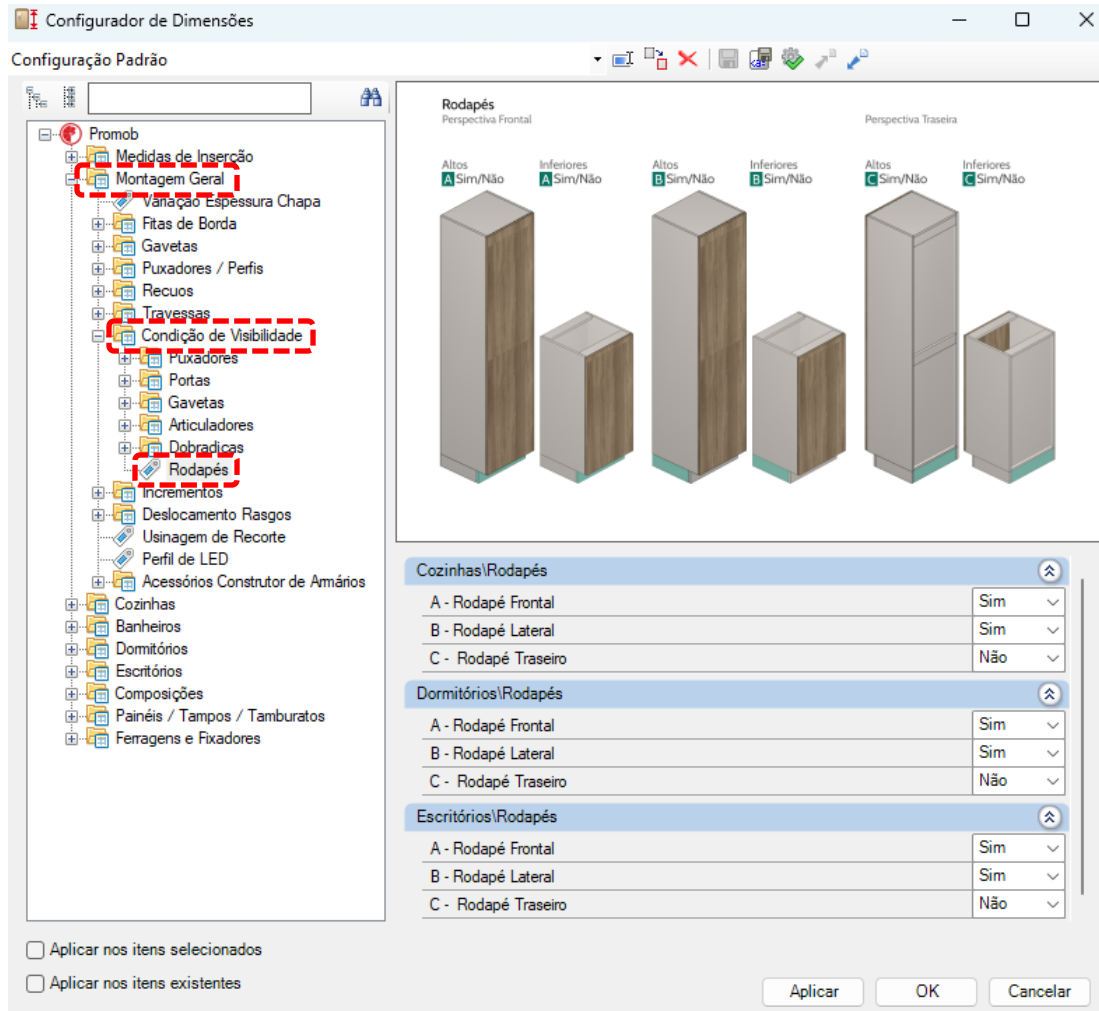 Configurador de Dimensões
Configuração Padrão
Promob
Medidas de Inserção
Montagem Geral
Variação Espessura Chapa
Fitas de Borda
Gavetas
Puxadores / Perfis
Recuos
Travessas
Condição de Visibilidade
Puxadores
Portas
Gavetas
Articuladores
Dobradiças
Rodapés
Incrementos
Deslocamento Rasgos
Usinagem de Recorte
Perfil de LED
Acessórios Construtor de Armários
Cozinhas
Banheiros
Dormitórios
Escritórios
Composições
Painéis / Tampos / Tamburatos
Ferragens e Fixadores
Rodapés
Perspectiva Frontal Perspectiva Traseira
Altos Inferiores Altos Inferiores Altos Inferiores
A Sim/Não A Sim/Não B Sim/Não B Sim/Não C Sim/Não C Sim/Não
Cozinhas\Rodapés
A - Rodapé Frontal Sim
B - Rodapé Lateral Sim
C - Rodapé Traseiro Não
Dormitórios\Rodapés
A - Rodapé Frontal Sim
B - Rodapé Lateral Sim
C - Rodapé Traseiro Não
Escritórios\Rodapés
A - Rodapé Frontal Sim
B - Rodapé Lateral Sim
C - Rodapé Traseiro Não
Aplicar nos itens selecionados
Aplicar nos itens existentes
Aplicar OK Cancelar